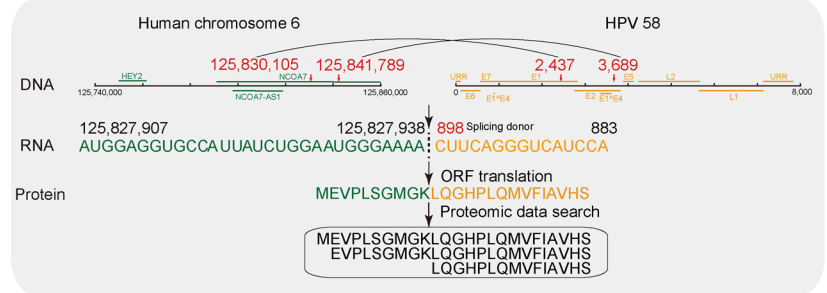 Human chromosome 6 HPV 58
125,830,105 125,841,789 2,437 3,689
HEY2 NCOA7 URR E7 E1 E5 L2 URR
DNA
125,740,000 NCOA7-AS1 125,860,000 0 E6 E1^E4 E2 E1^E4 L1 8,000
125,827,907 125,827,938 898 Splicing donor 883
RNA AUGGAGGUGCCAUUAUCUGGAAUGGGAAAA CUUCAGGGUCAUCCA
ORF translation
Protein MEVPLSGMGKLQGHPLQMVFIAVHS
Proteomic data search
MEVPLSGMGKLQGHPLQMVFIAVHS
EVPLSGMGKLQGHPLQMVFIAVHS
LQGHPLQMVFIAVHS